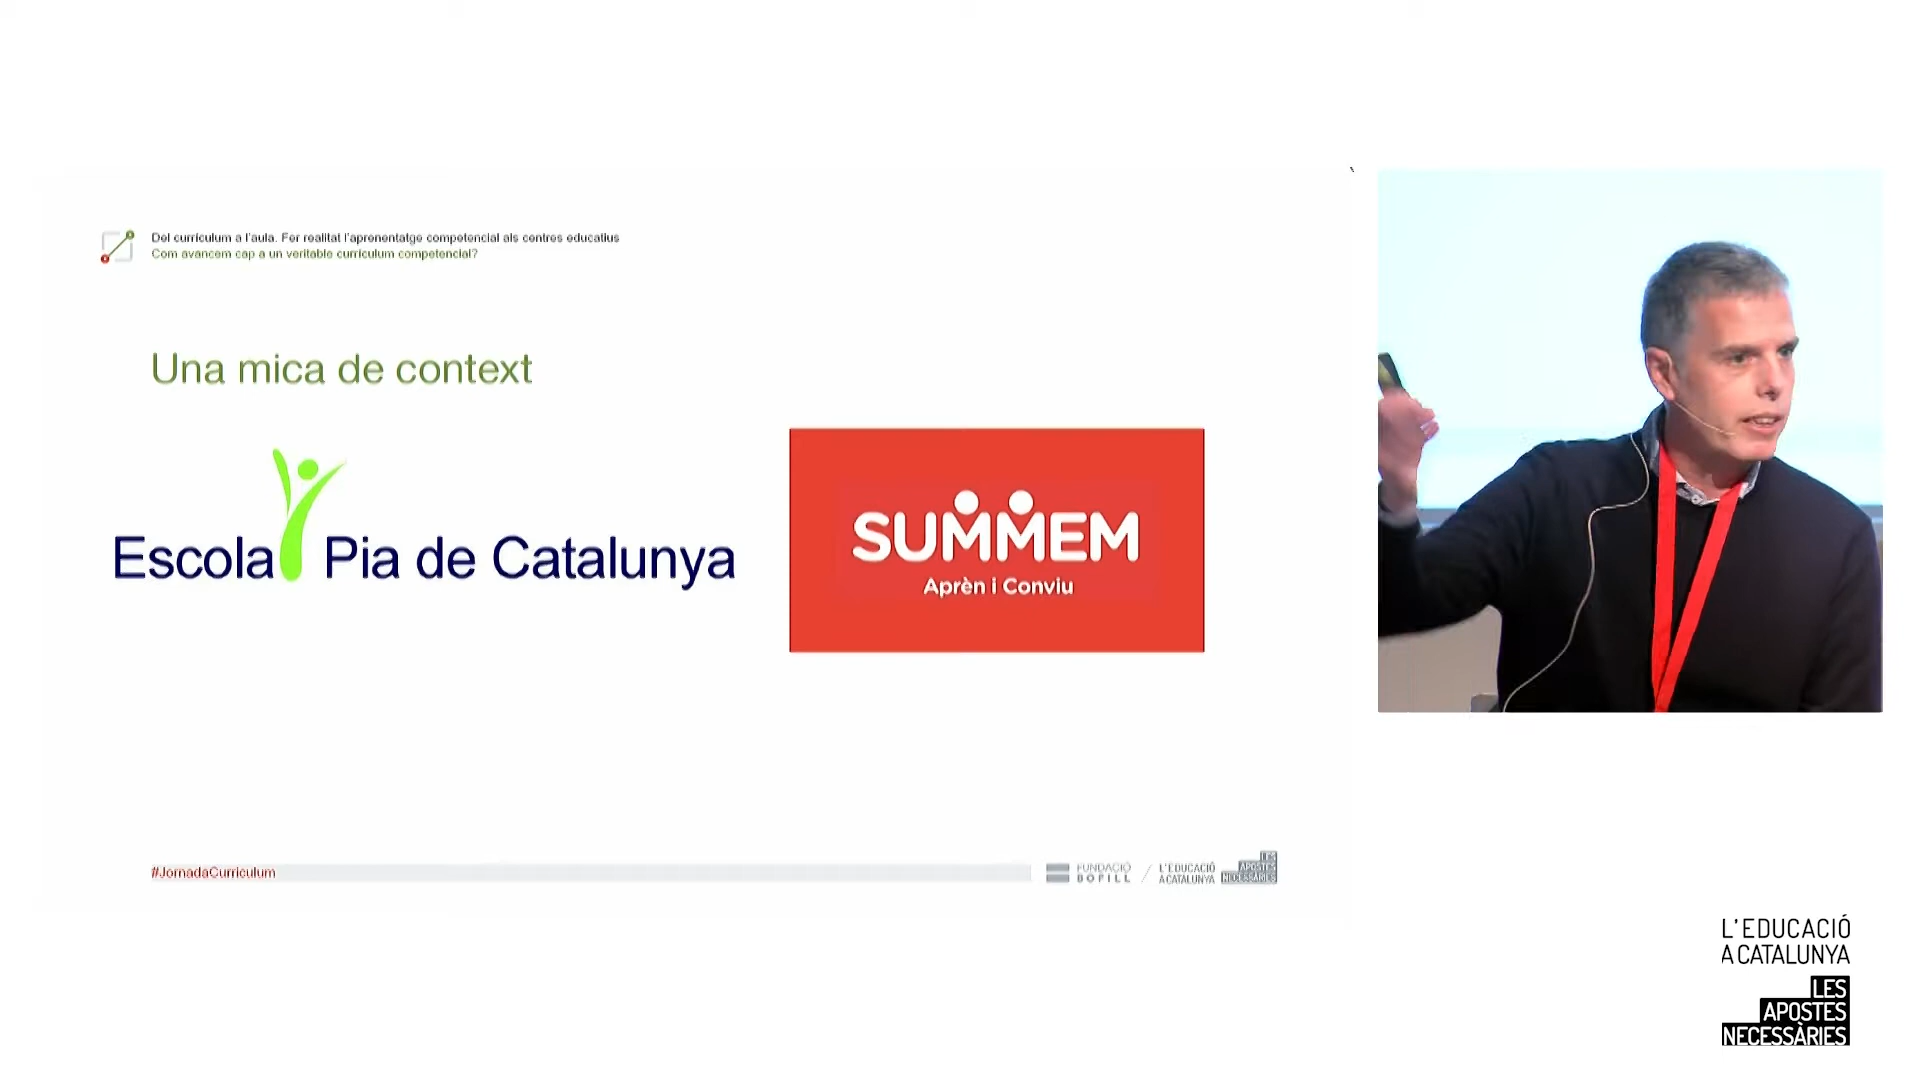 Del currículum a l'aula. Fer realitat l'aprenentatge competencial als centres educatius
Com avancem cap a un veritable currículum competencial?
Una mica de context
Escola Pia de Catalunya
SUMMEM
Aprèn i Conviu
#JornadaCurrículum
FUNDACIÓ
BOFILL
L'EDUCACIÓ
A CATALUNYA
LES
APOSTES
NECESSÀRIES
L'EDUCACIÓ
A CATALUNYA
LES
APOSTES
NECESSÀRIES